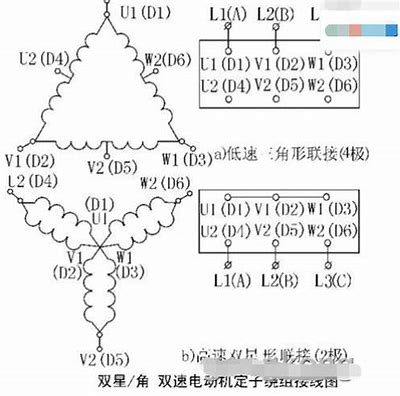 U1(D1)
L1(A) L2(B)
U2(D4) W2(D6)
U1(D1) V1(D2) W1(D3)
U2(D4) V2(D5) W2(D6)
V1(D2) V2(D5) W1(D3)
a)低速三角形联接(4极)
U2(D4) W2(D6)
(D1)
U1
V1 W1
(D2) (D3)
V2(D5)
U1(D1) V1(D2) W1(D3)
U2(D4) V2(D5) W2(D6)
L1(A) L2(B) L3(C)
b)高速双星形联接(2极)
双星/角 双速电动机定子绕组接线图